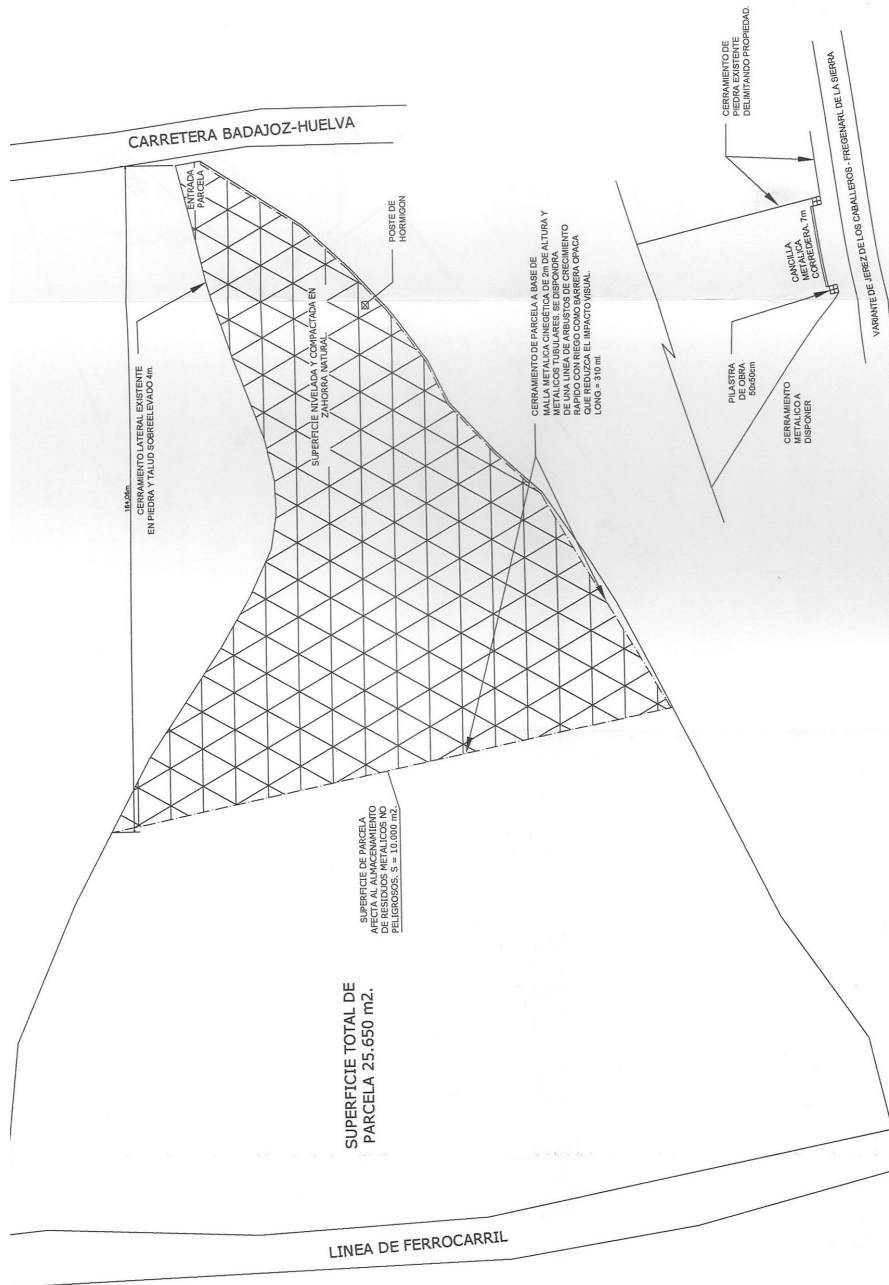 CARRETERA BADAJOZ-HUELVA
ENTRADA
PARCELA
164,06m
CERRAMIENTO LATERAL EXISTENTE
EN PIEDRA Y TALUD SOBREELEVADO 4m.
SUPERFICIE NIVELADA Y COMPACTADA EN
ZAHORRA NATURAL.
POSTE DE
HORMIGON
CERRAMIENTO DE PARCELA A BASE DE
MALLA METALICA CINEGÉTICA DE 2m DE ALTURA Y
METALICOS TUBULARES. SE DISPONDRA
DE UNA LINEA DE ARBUSTOS DE CRECIMIENTO
RAPIDO CON RIEGO COMO BARRERA OPACA
QUE REDUZCA EL IMPACTO VISUAL.
LONG.= 310 ml.
CERRAMIENTO DE
PIEDRA EXISTENTE
DELIMITANDO PROPIEDAD.
CANCILLA
METALICA
CORREDERA. 7m
PILASTRA
DE OBRA
50x50cm
CERRAMIENTO
METALICO A
DISPONER
VARIANTE DE JEREZ DE LOS CABALLEROS - FREGENARL DE LA SIERRA
SUPERFICIE DE PARCELA
AFECTA AL ALMACENAMIENTO
DE RESIDUOS METALICOS NO
PELIGROSOS. S = 10.000 m2.
SUPERFICIE TOTAL DE
PARCELA 25.650 m2.
LINEA DE FERROCARRIL